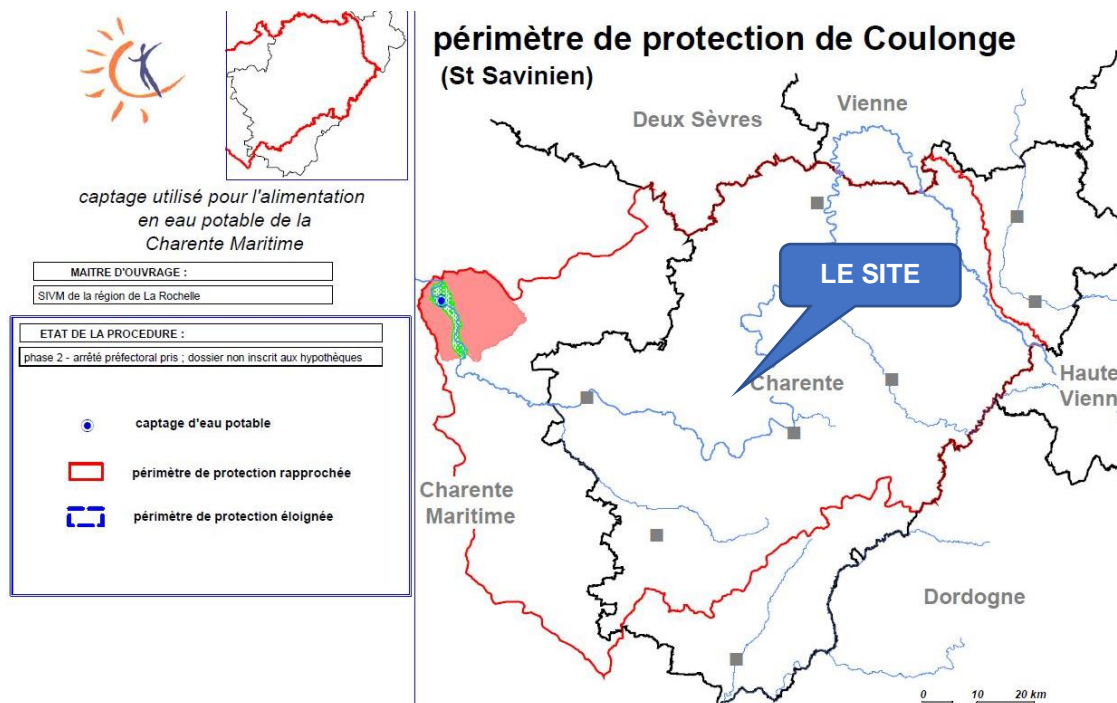 périmètre de protection de Coulonge
(St Savinien)
captage utilisé pour l'alimentation
en eau potable de la
Charente Maritime
MAITRE D'OUVRAGE :
SIVM de la région de La Rochelle
ETAT DE LA PROCEDURE :
phase 2 - arrêté préfectoral pris ; dossier non inscrit aux hypothèques
captage d'eau potable
périmètre de protection rapprochée
périmètre de protection éloignée
Deux Sèvres
Vienne
LE SITE
Charente
Haute
Vienn
Charente
Maritime
Dordogne
0 10 20 km